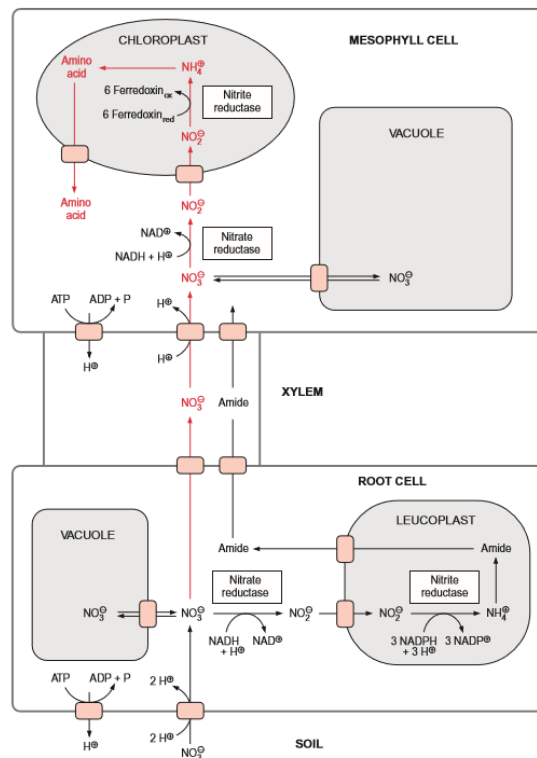 CHLOROPLAST
MESOPHYLL CELL
Amino
acid
NH₄⊕
6 Ferredoxinox
6 Ferredoxinred
Nitrite
reductase
NO₂⊖
VACUOLE
Amino
acid
NO₂⊖
NAD⊕
NADH + H⊕
Nitrate
reductase
NO₃⊖
NO₃⊖
ATP
ADP + P
H⊕
H⊕
H⊕
XYLEM
NO₃⊖
Amide
ROOT CELL
VACUOLE
LEUCOPLAST
Amide
Amide
Nitrate
reductase
Nitrite
reductase
NO₃⊖
NO₃⊖
NO₂⊖
NO₂⊖
NH₄⊕
NADH
+ H⊕
NAD⊕
3 NADPH
+ 3 H⊕
3 NADP⊕
ATP
ADP + P
2 H⊕
H⊕
2 H⊕
NO₃⊖
SOIL